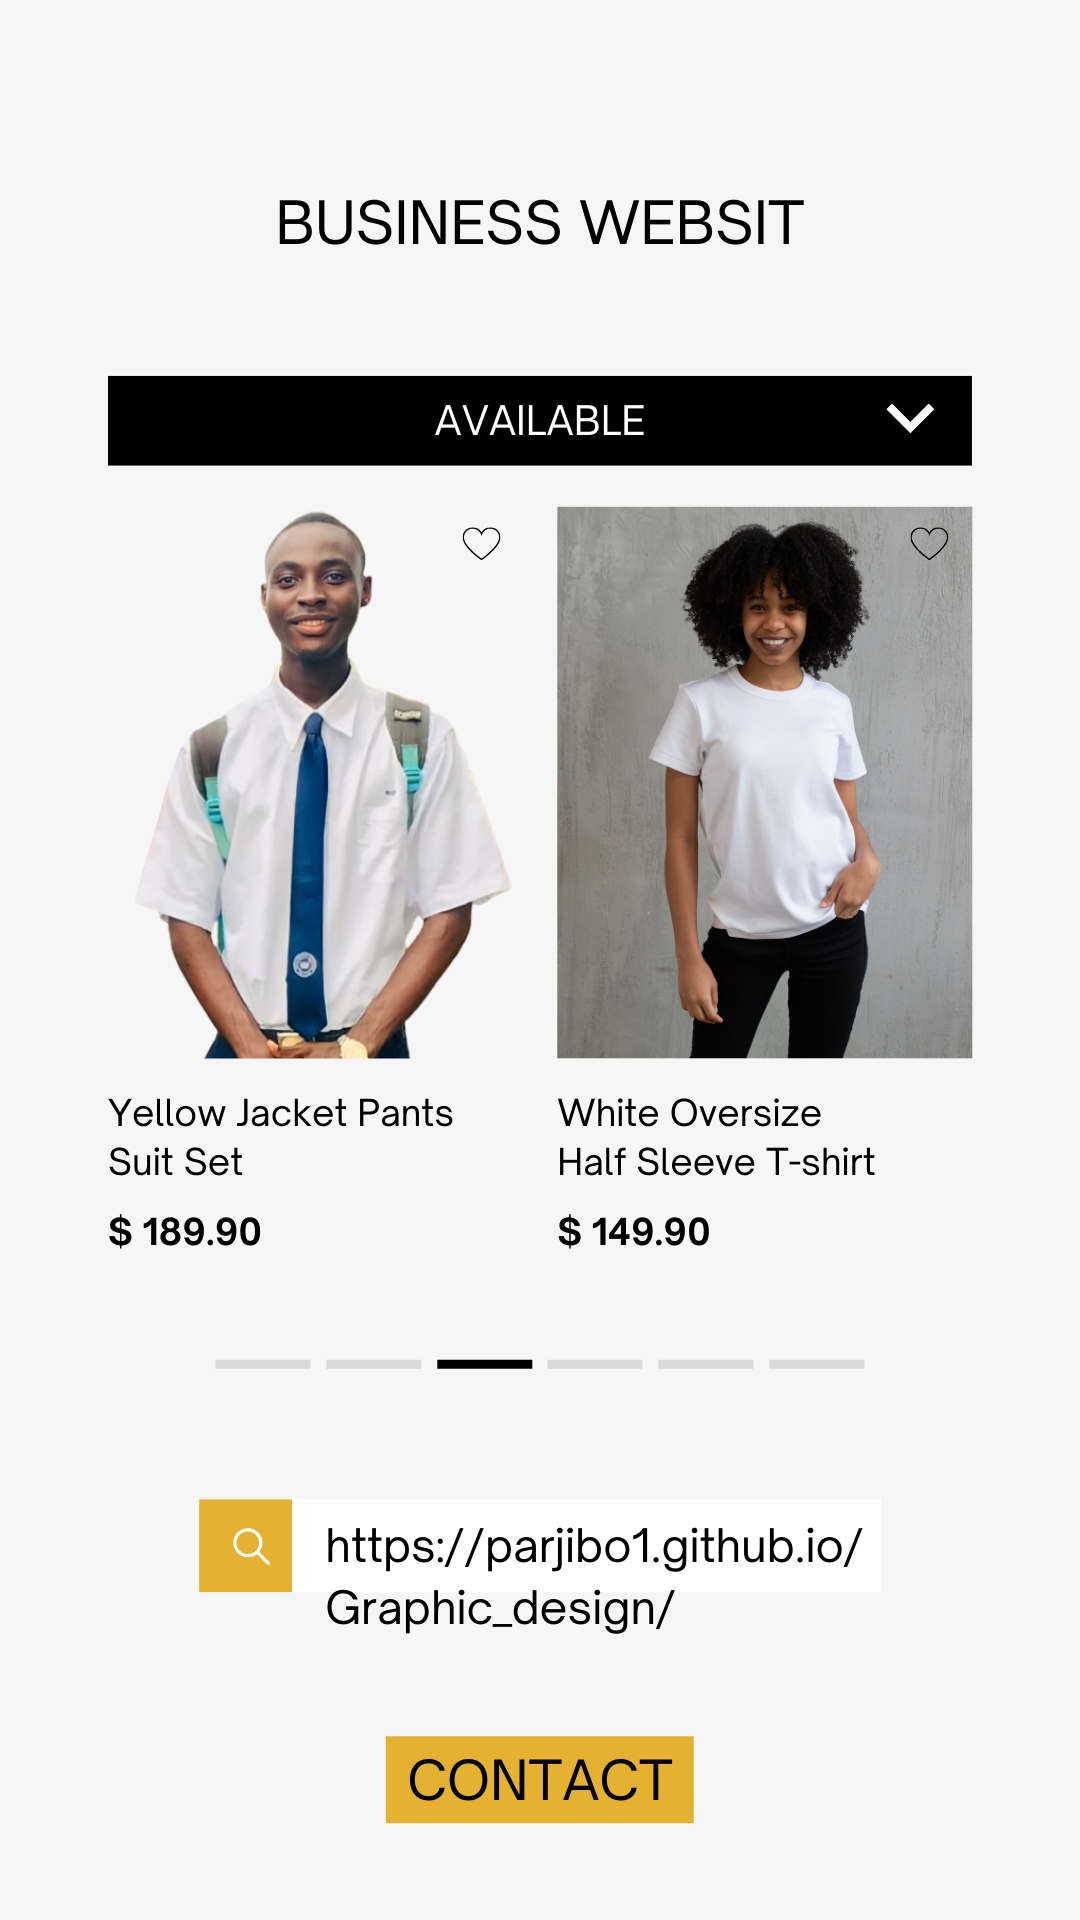 BUSINESS WEBSIT
AVAILABLE
Yellow Jacket Pants
Suit Set
$ 189.90
White Oversize
Half Sleeve T-shirt
$ 149.90
https://parjibo1.github.io/
Graphic_design/
CONTACT